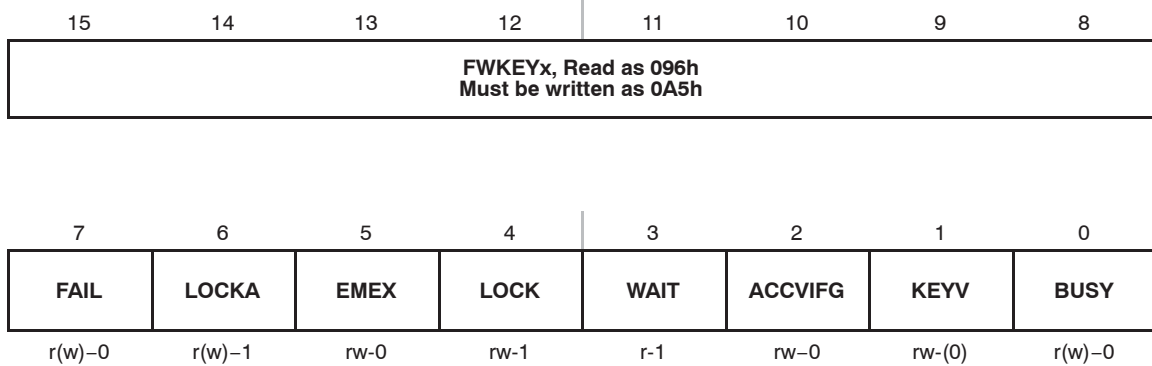 15 14 13 12 11 10 9 8
FWKEYx, Read as 096h
Must be written as 0A5h
7 6 5 4 3 2 1 0
FAIL LOCKA EMEX LOCK WAIT ACCVIFG KEYV BUSY
r(w)−0 r(w)−1 rw-0 rw-1 r-1 rw−0 rw-(0) r(w)−0